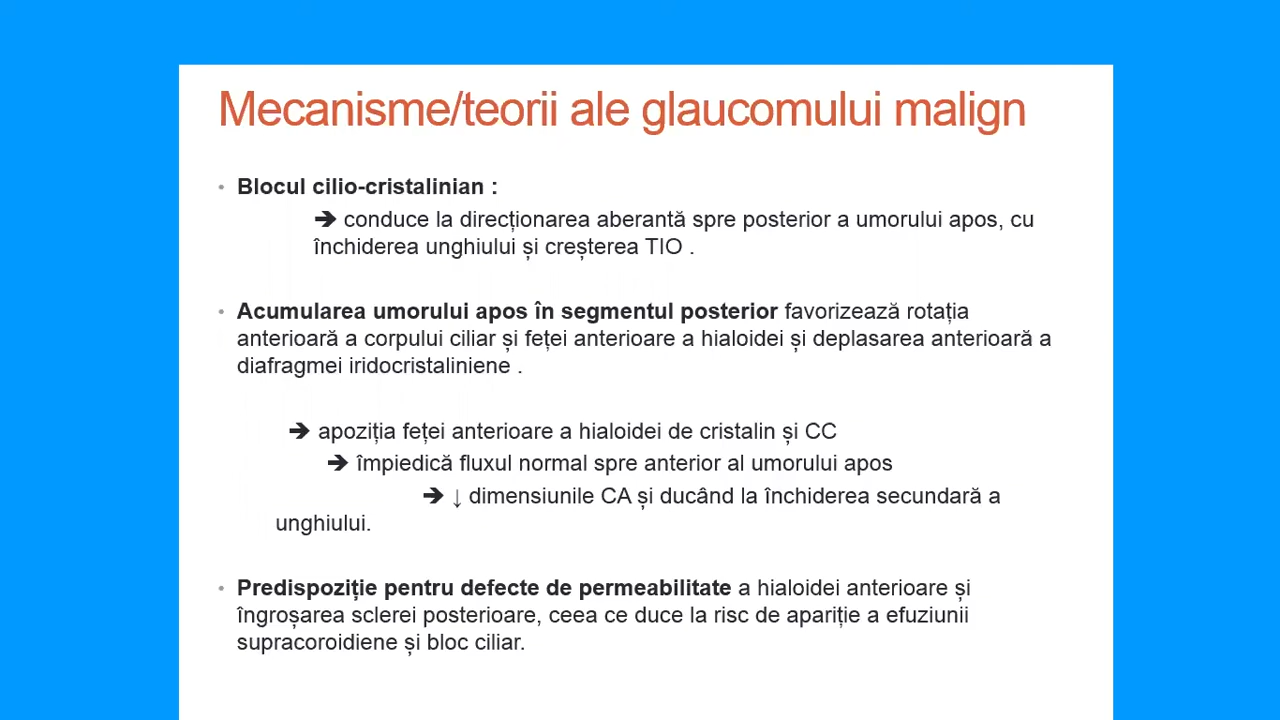 Mecanisme/teorii ale glaucomului malign
• Blocul cilio-cristalinian :
➔ conduce la direcționarea aberantă spre posterior a umorului apos, cu
închiderea unghiului și creșterea TIO .
• Acumularea umorului apos în segmentul posterior favorizează rotația
anterioară a corpului ciliar și feței anterioare a hialoidei și deplasarea anterioară a
diafragmei iridocristaliniene .
➔ apoziția feței anterioare a hialoidei de cristalin și CC
➔ împiedică fluxul normal spre anterior al umorului apos
➔ ↓ dimensiunile CA și ducând la închiderea secundară a
unghiului.
• Predispoziție pentru defecte de permeabilitate a hialoidei anterioare și
îngroșarea sclerei posterioare, ceea ce duce la risc de apariție a efuziunii
supracoroidiene și bloc ciliar.